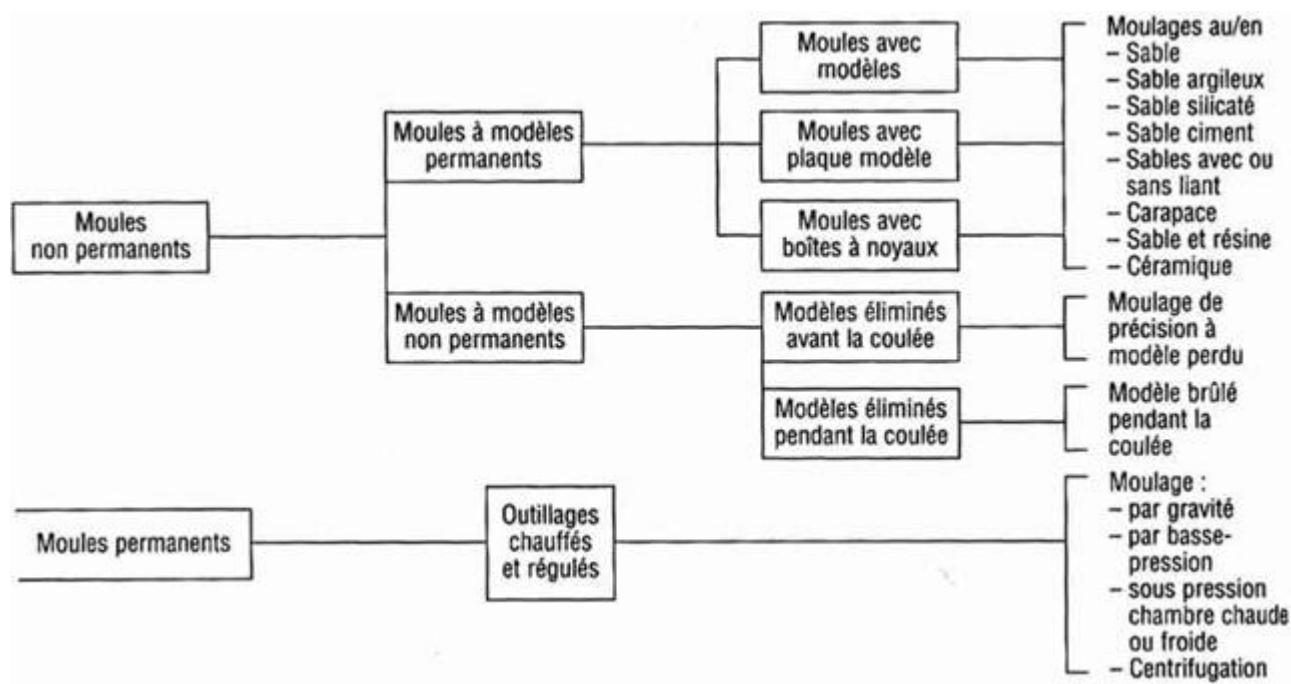 Moules
non permanents
Moules à modèles
permanents
Moules avec
modèles
Moules avec
plaque modèle
Moules avec
boîtes à noyaux
Moulages au/en
– Sable
– Sable argileux
– Sable silicaté
– Sable ciment
– Sables avec ou
sans liant
– Carapace
– Sable et résine
– Céramique
Moules à modèles
non permanents
Modèles éliminés
avant la coulée
Moulage de
précision à
modèle perdu
Modèles éliminés
pendant la coulée
Modèle brûlé
pendant la
coulée
Moules permanents
Outillages
chauffés
et régulés
Moulage :
– par gravité
– par basse-
pression
– sous pression
chambre chaude
ou froide
– Centrifugation